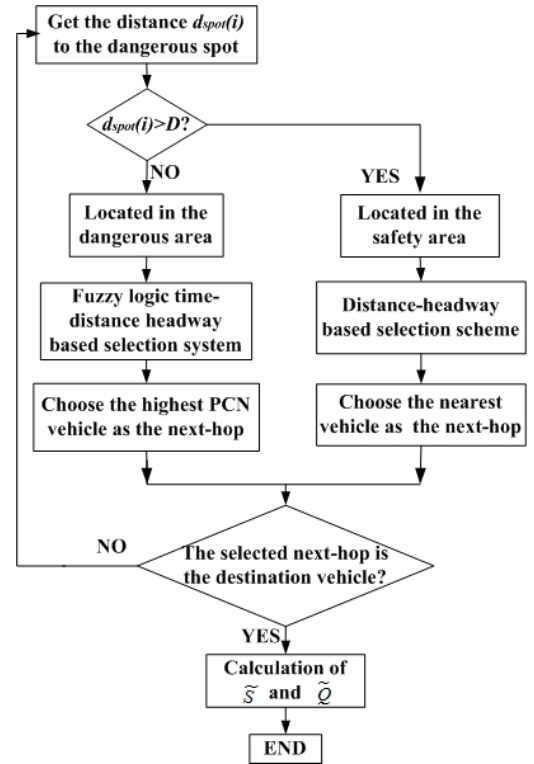 Get the distance dspot(i)
to the dangerous spot
dspot(i)>D?
NO
YES
Located in the
dangerous area
Located in the
safety area
Fuzzy logic time-
distance headway
based selection system
Distance-headway
based selection scheme
Choose the highest PCN
vehicle as the next-hop
Choose the nearest
vehicle as the next-hop
NO
The selected next-hop is
the destination vehicle?
YES
Calculation of
S̃ and Q̃
END